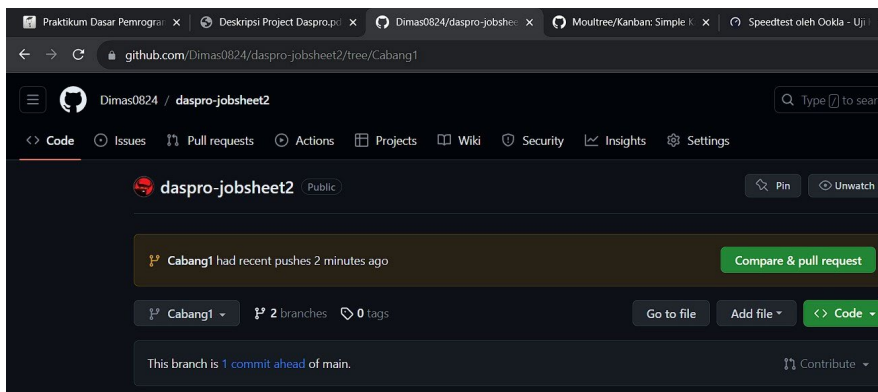 Praktikum Dasar Pemrogran
Deskripsi Project Daspro.pd
Dimas0824/daspro-jobshee
Moultree/Kanban: Simple K
Speedtest oleh Ookla - Uji
github.com/Dimas0824/daspro-jobsheet2/tree/Cabang1
Dimas0824 / daspro-jobsheet2
Type / to sear
Code Issues Pull requests Actions Projects Wiki Security Insights Settings
daspro-jobsheet2 Public Pin Unwatch
Cabang1 had recent pushes 2 minutes ago Compare & pull request
Cabang1 2 branches 0 tags Go to file Add file Code
This branch is 1 commit ahead of main. Contribute